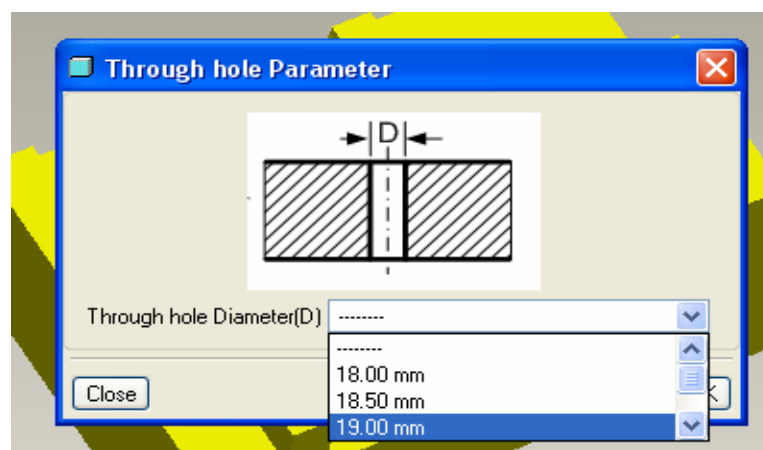 Through hole Parameter
D
Through hole Diameter(D) --------
--------
18.00 mm
18.50 mm
19.00 mm
Close